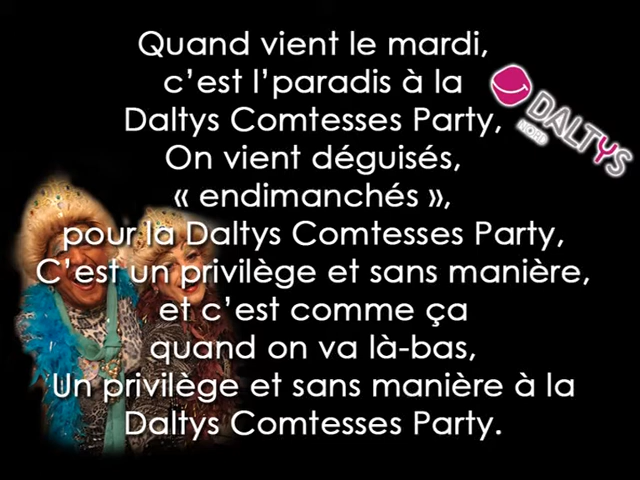 Quand vient le mardi,
c’est l’paradis à la
Daltys Comtesses Party,
On vient déguisés,
« endimanchés »,
pour la Daltys Comtesses Party,
C’est un privilège et sans manière,
et c’est comme ça
quand on va là-bas,
Un privilège et sans manière à la
Daltys Comtesses Party.
DALTYS
NORD